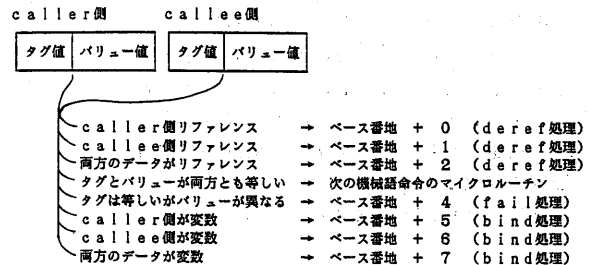 caller側 callee側
タグ値 バリュー値 タグ値 バリュー値
caller側リファレンス → ベース番地 + 0 (deref処理)
callee側リファレンス → ベース番地 + 1 (deref処理)
両方のデータがリファレンス → ベース番地 + 2 (deref処理)
タグとバリューが両方とも等しい → 次の機械語命令のマイクロルーチン
タグは等しいがバリューが異なる → ベース番地 + 4 (fail処理)
caller側が変数 → ベース番地 + 5 (bind処理)
callee側が変数 → ベース番地 + 6 (bind処理)
両方のデータが変数 → ベース番地 + 7 (bind処理)